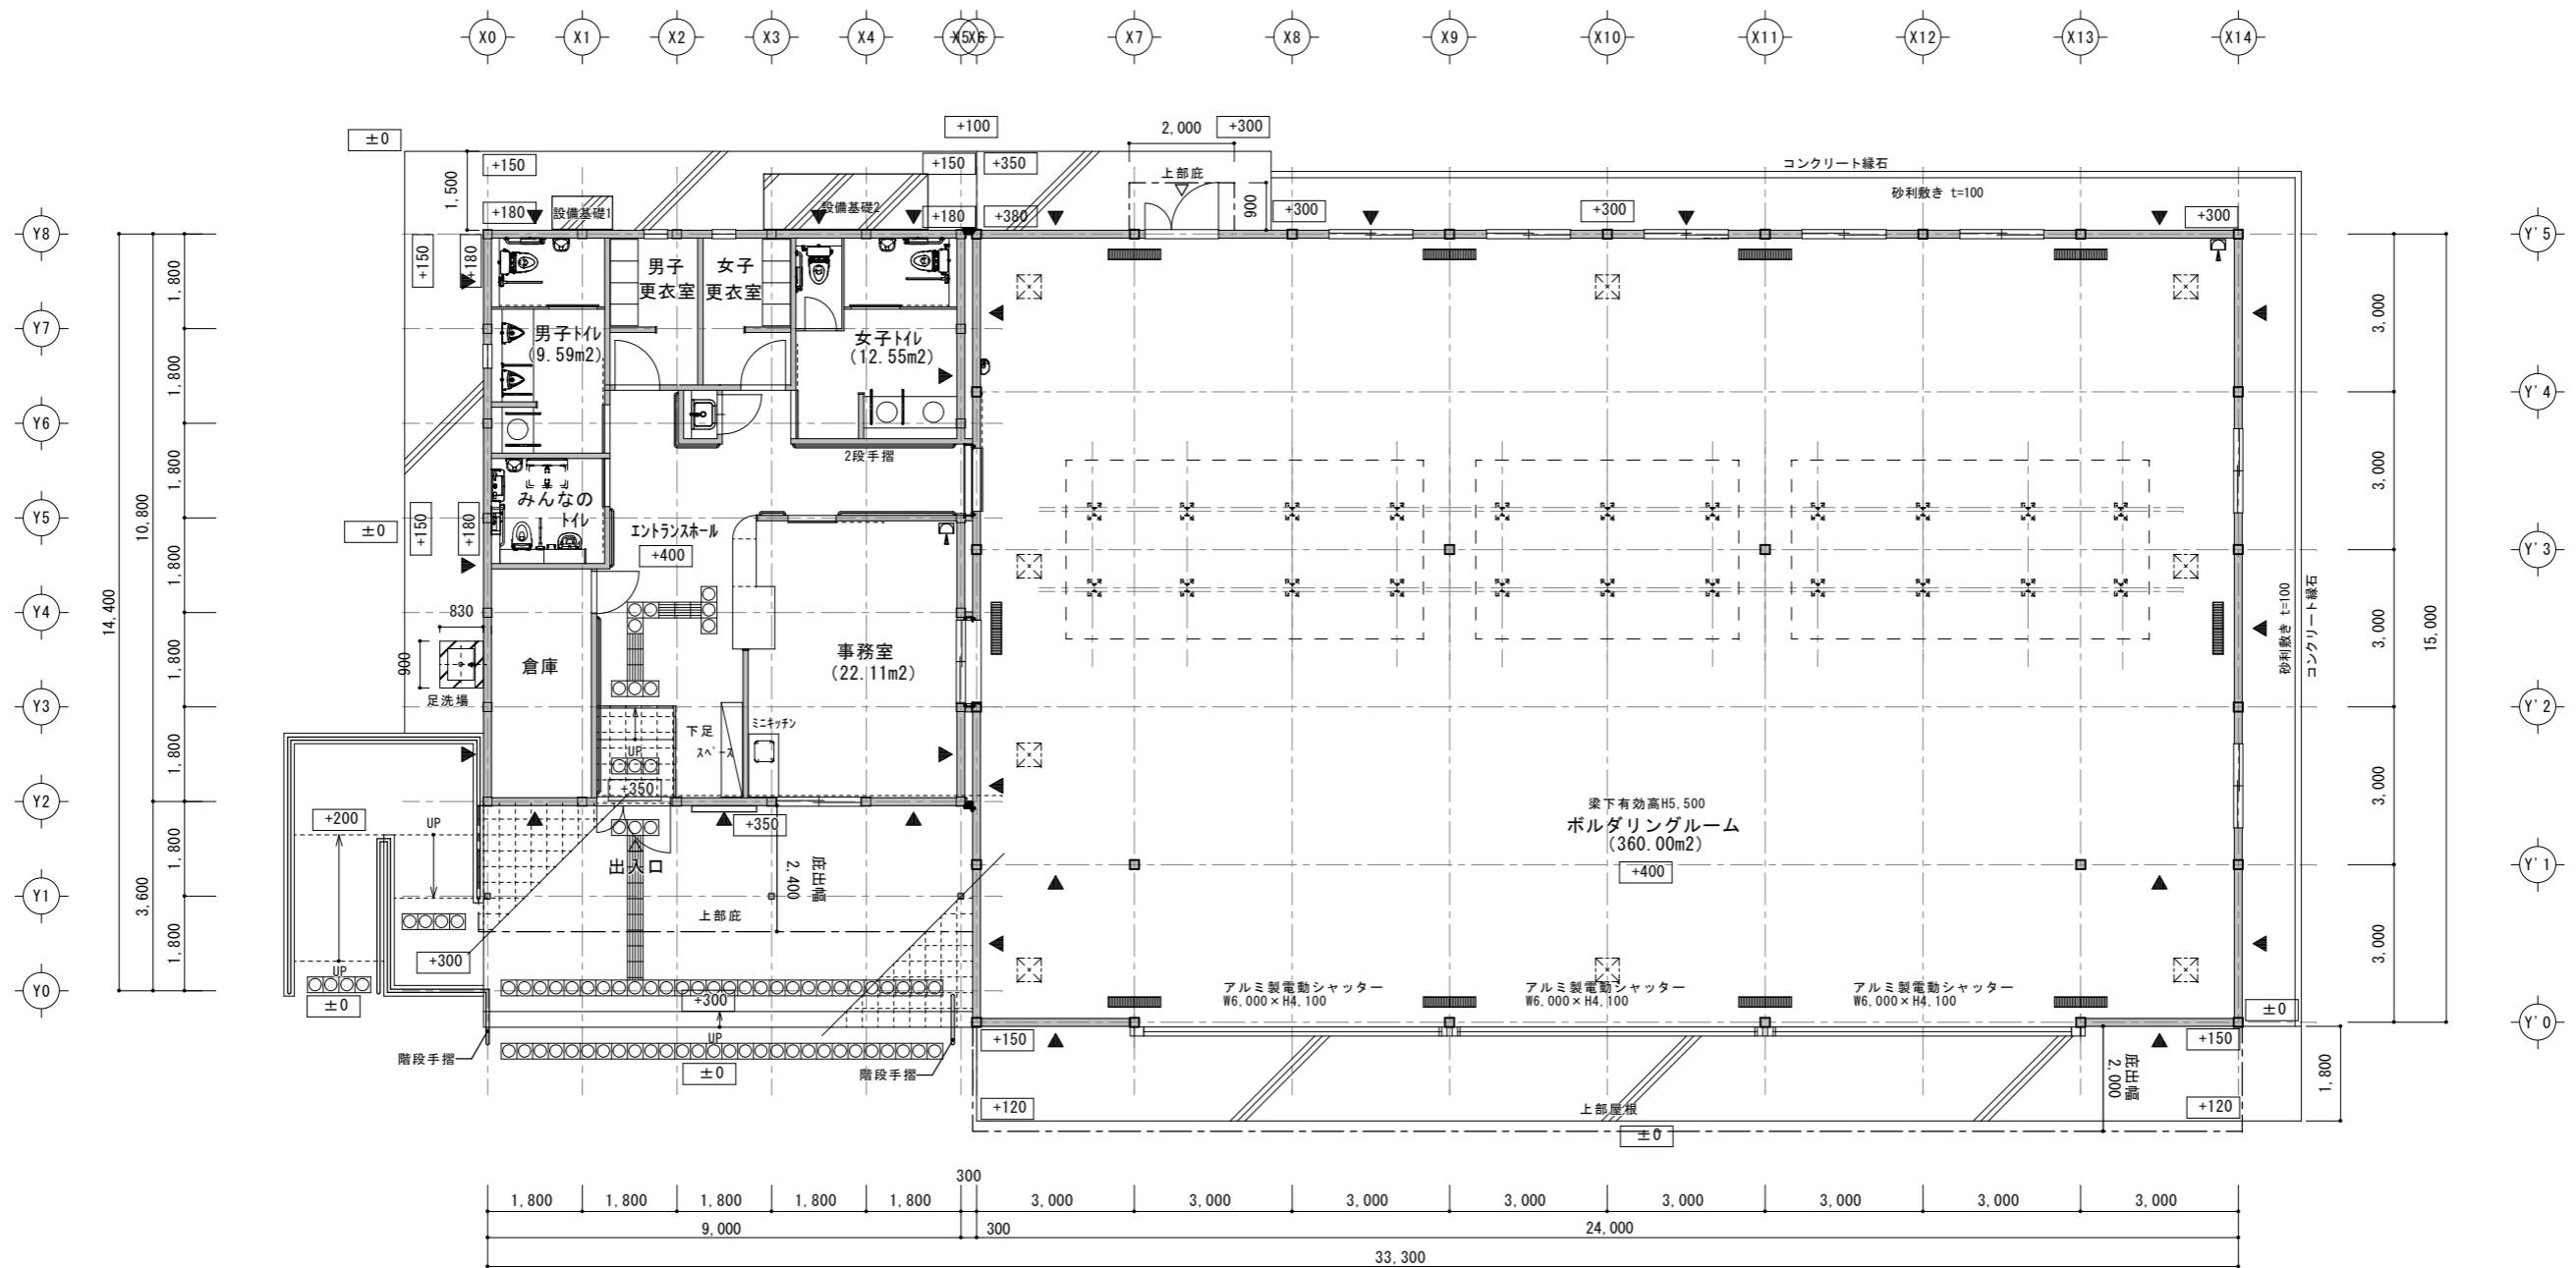 X0 X1 X2 X3 X4 X5 X6 X7 X8 X9 X10 X11 X12 X13 X14
+100 2,000 +300
±0
+150 +150 +350 上部庇 コンクリート縁石
1,500 砂利敷き t=100
+180 設備基礎1 設備基礎2 +180 +380 900 +300 +300 +300
Y8 Y'5
+150 +180
1,800 男子 女子
更衣室 更衣室
3,000
Y7 男子トイレ 女子トイレ
(9.59m2) (12.55m2)
1,800 Y'4
Y6
1,800 2段手摺 3,000
10,800 みんなの
トイレ
Y5 ±0 +150 +180 エントランスホール
+400 Y'3
1,800
14,400 Y4 830 砂利敷き t=100 コンクリート縁石
1,800 900 倉庫 事務室
(22.11m2) 3,000 15,000
足洗場
Y3 下足
スペース ミニキッチン Y'2
1,800 UP
+350 3,000
Y2 梁下有効高H5,500
+200 UP +350 ボルダリングルーム
(360.00m2)
1,800 出入口 2,400 庇出幅 +400 Y'1
3,600 Y1 上部庇
1,800 +300 3,000
UP アルミ製電動シャッター アルミ製電動シャッター アルミ製電動シャッター
W6,000×H4,100 W6,000×H4,100 W6,000×H4,100
Y0 ±0 +300 ±0
Y'0
UP +150 +150
階段手摺 ±0 階段手摺 庇出幅 2,000 1,800
+120 上部屋根 +120
±0
300
1,800 1,800 1,800 1,800 1,800 3,000 3,000 3,000 3,000 3,000 3,000 3,000 3,000
9,000 300 24,000
33,300